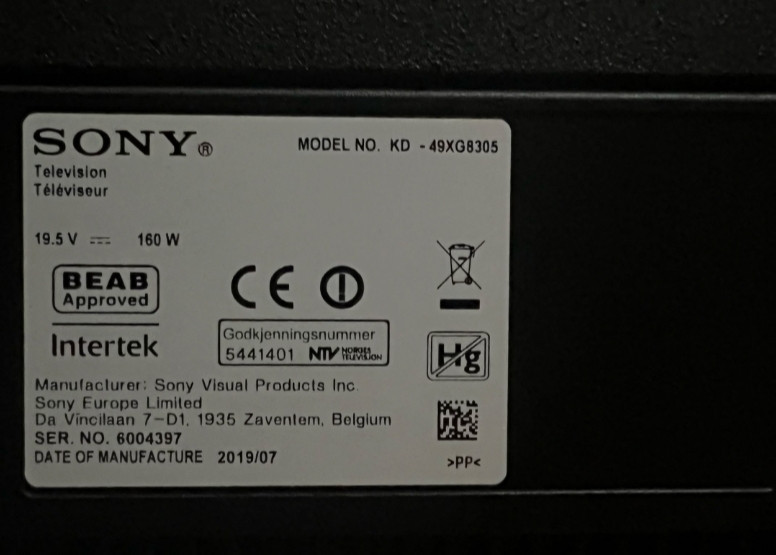 SONY®
MODEL NO. KD - 49XG8305
Television
Téléviseur
19.5 V ⎓ 160 W
BEAB
Approved
Intertek
CE
Godkjenningsnummer
5441401 NTV NORGES TELEVISION
Hg
Manufacturer: Sony Visual Products Inc.
Sony Europe Limited
Da Vincilaan 7-D1, 1935 Zaventem, Belgium
SER. NO. 6004397
DATE OF MANUFACTURE 2019/07
>PP<